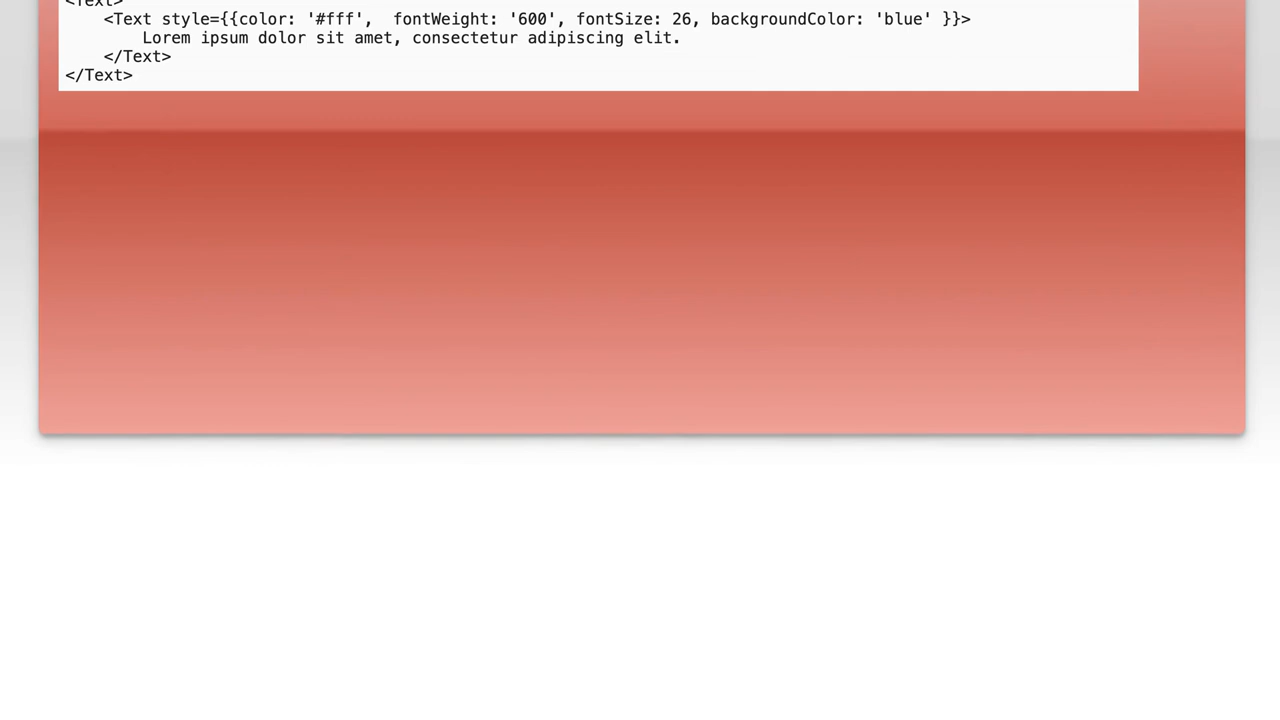 <Text>
<Text style={{color: '#fff',  fontWeight: '600', fontSize: 26, backgroundColor: 'blue' }}>
Lorem ipsum dolor sit amet, consectetur adipiscing elit.
</Text>
</Text>